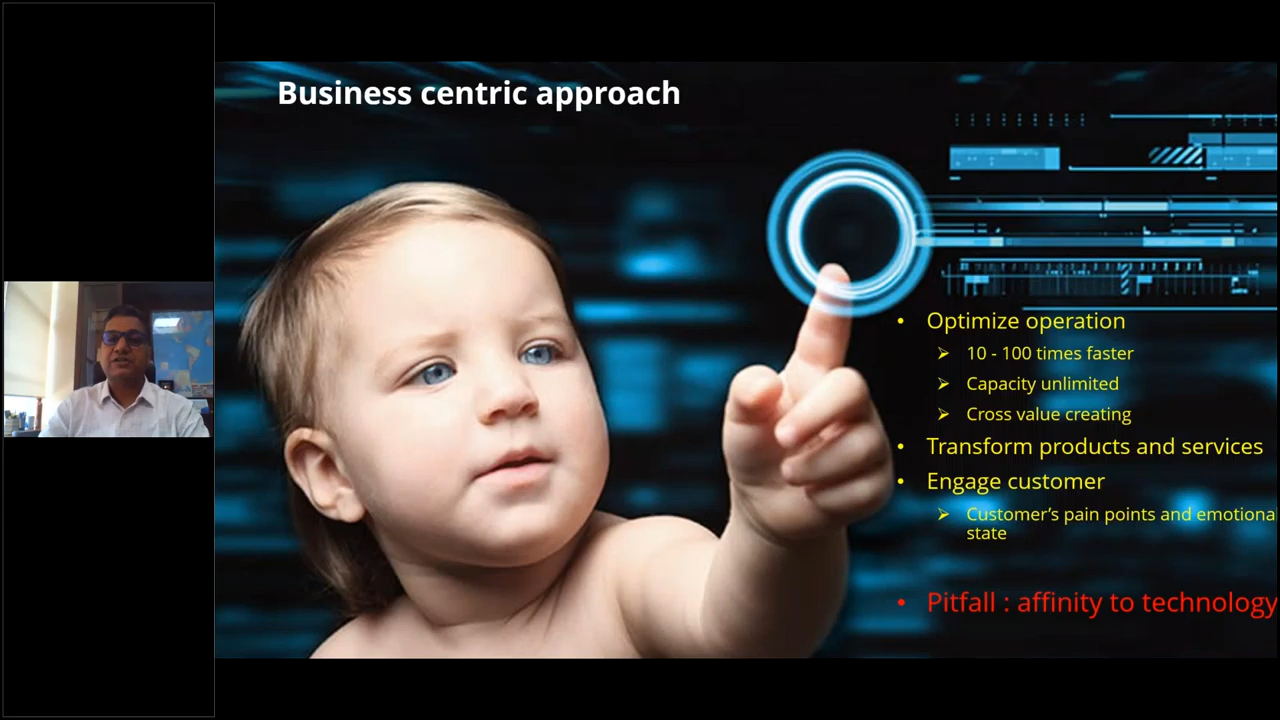 Business centric approach
• Optimize operation
➢ 10 - 100 times faster
➢ Capacity unlimited
➢ Cross value creating
• Transform products and services
• Engage customer
➢ Customer’s pain points and emotiona
state
• Pitfall : affinity to technology